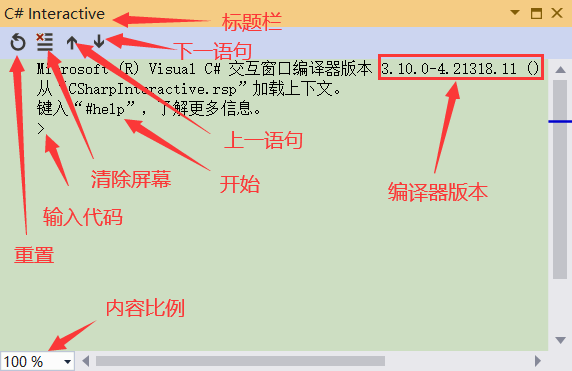 C# Interactive
标题栏
下一语句
Microsoft (R) Visual C# 交互窗口编译器版本 3.10.0-4.21318.11 ()
从“CSharpInteractive.rsp”加载上下文。
键入“#help”，了解更多信息。
>
上一语句
清除屏幕
开始
编译器版本
输入代码
重置
内容比例
100 %